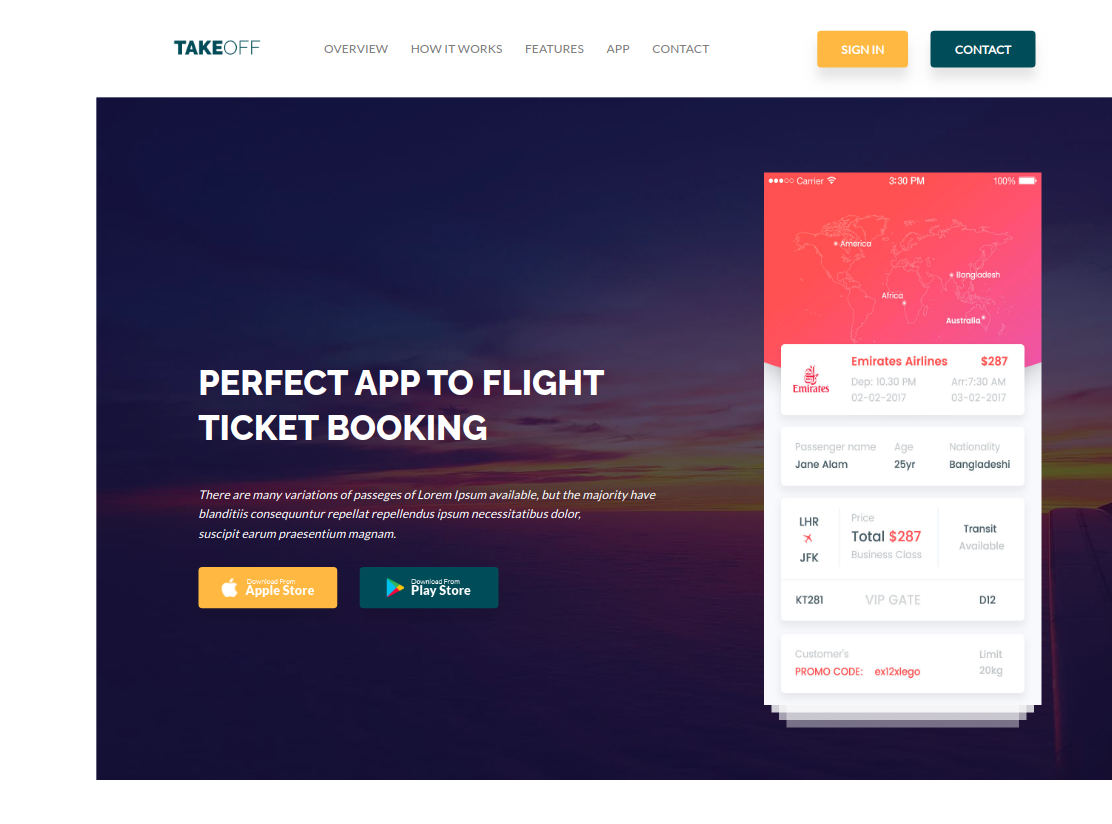 TAKEOFF
OVERVIEW HOW IT WORKS FEATURES APP CONTACT
SIGN IN CONTACT
PERFECT APP TO FLIGHT
TICKET BOOKING
There are many variations of passeges of Lorem Ipsum available, but the majority have
blanditiis consequuntur repellat repellendus ipsum necessitatibus dolor,
suscipit earum praesentium magnam.
Download From
Apple Store
Download From
Play Store
Carrier 3:30 PM 100%
America
Bangladesh
Africa
Australia
Emirates
Emirates Airlines $287
Dep: 10.30 PM Arr:7:30 AM
02-02-2017 03-02-2017
Passenger name Age Nationality
Jane Alam 25yr Bangladeshi
LHR
JFK
Price
Total $287
Business Class
Transit
Available
KT281 VIP GATE D12
Customer's Limit
PROMO CODE: ex12xlego 20kg